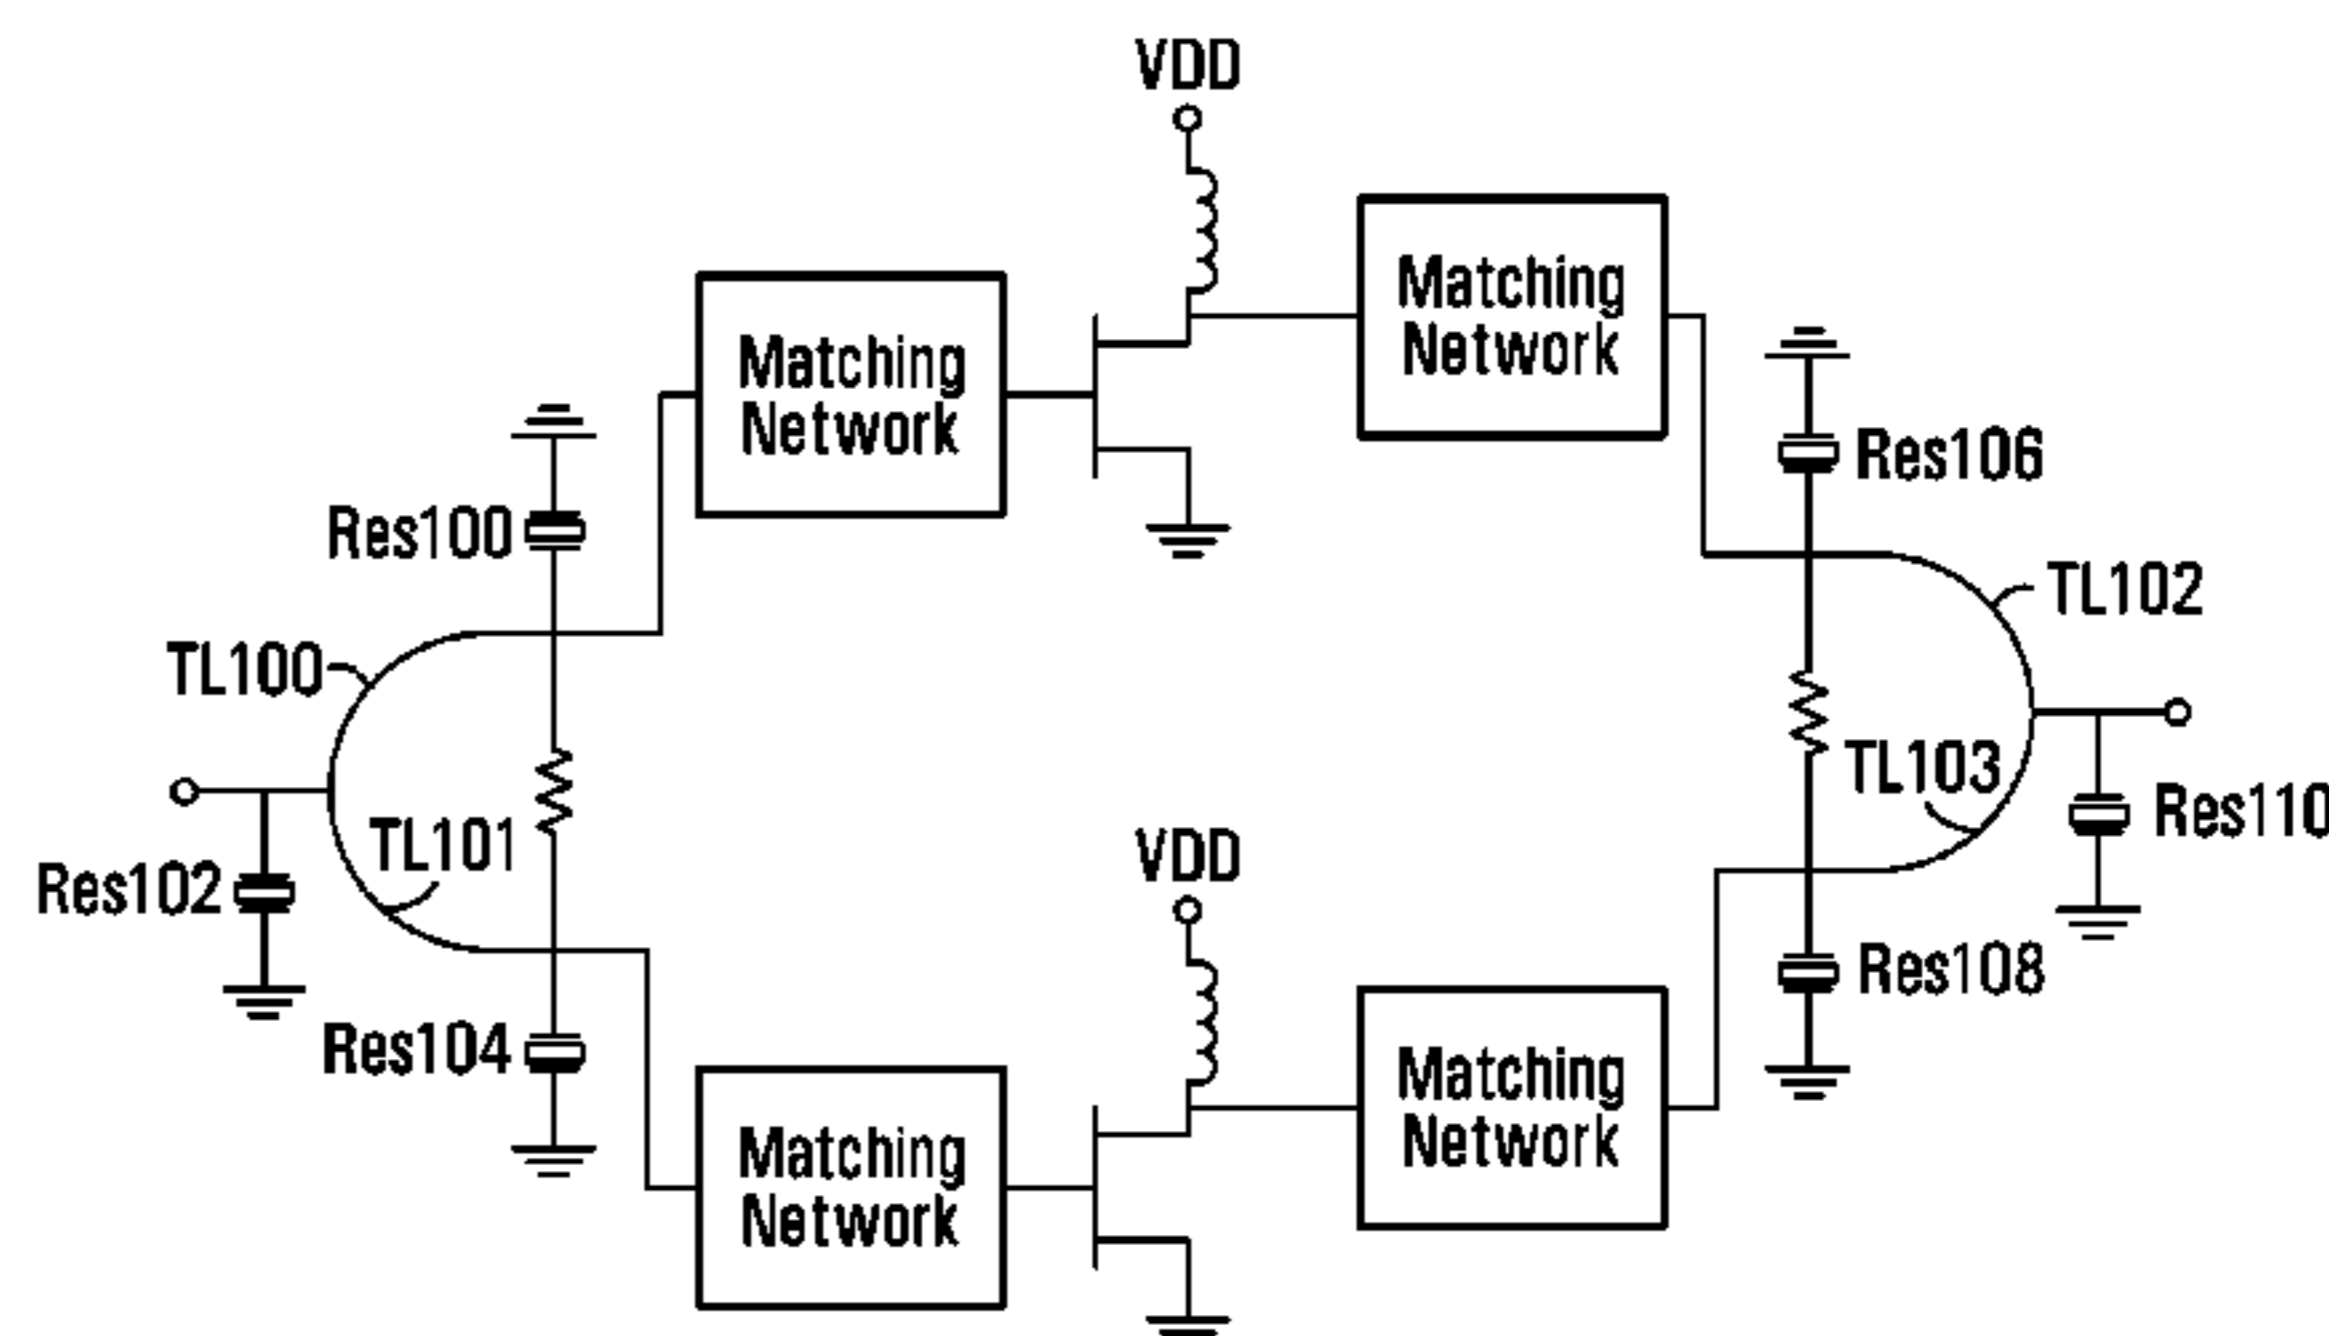 VDD
Matching
Network
Matching
Network
Res106
Res100
TL102
TL100
TL103
TL101
Res110
Res102
VDD
Res108
Res104
Matching
Network
Matching
Network